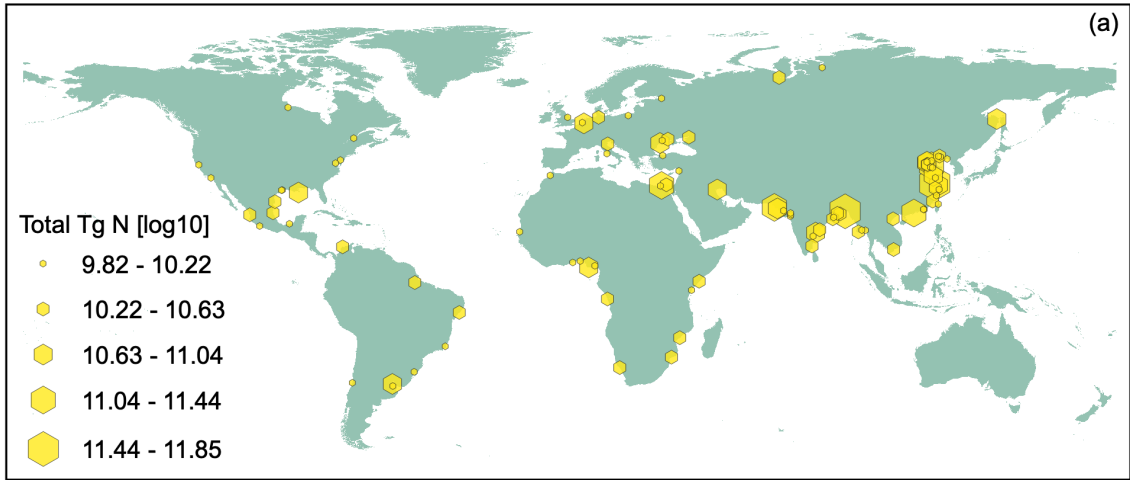 (a)
Total Tg N [log10]
9.82 - 10.22
10.22 - 10.63
10.63 - 11.04
11.04 - 11.44
11.44 - 11.85